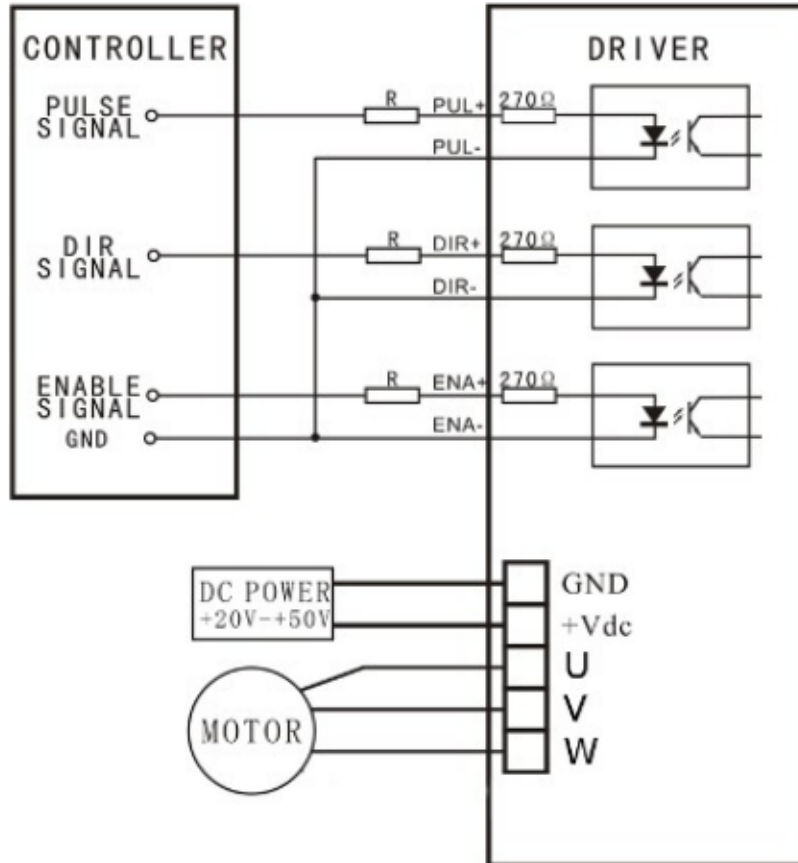 CONTROLLER
DRIVER
PULSE
SIGNAL
R
PUL+
270Ω
PUL-
DIR
SIGNAL
R
DIR+
270Ω
DIR-
ENABLE
SIGNAL
R
ENA+
270Ω
GND
ENA-
DC POWER
+20V-+50V
GND
+Vdc
U
MOTOR
V
W